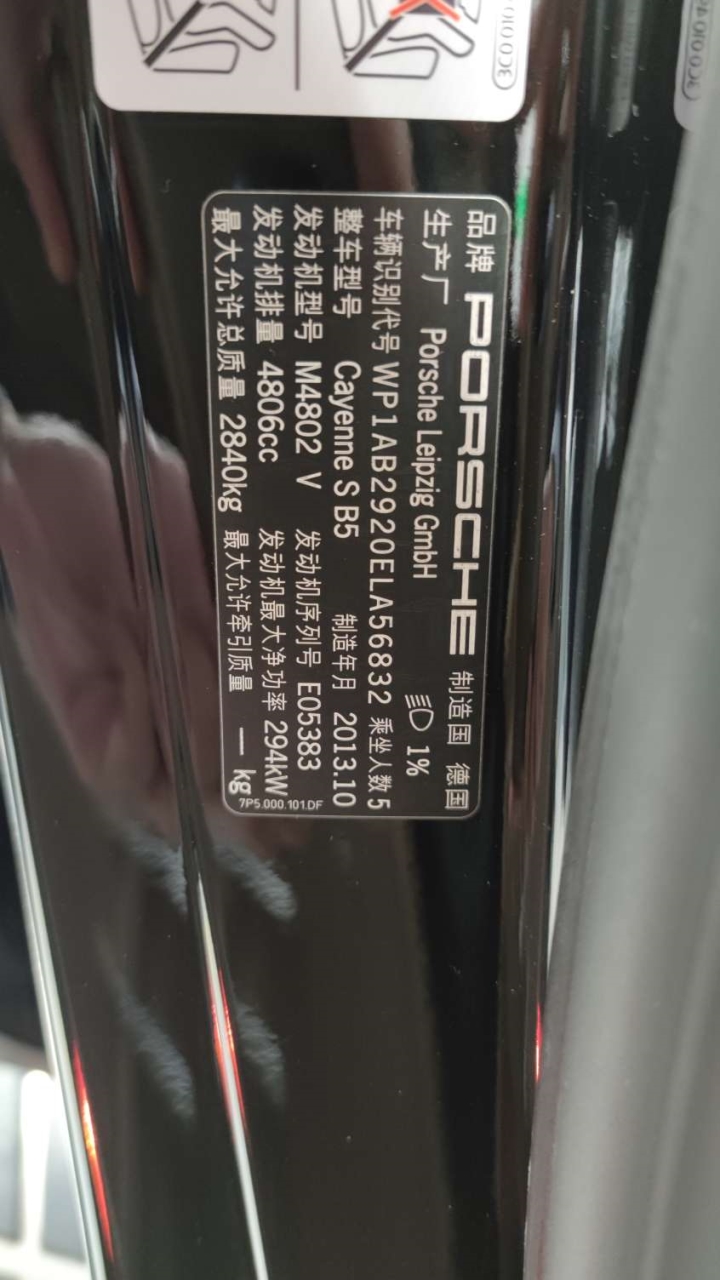 品牌 PORSCHE 制造国 德国
生产厂 Porsche Leipzig GmbH 1%
车辆识别代号 WP1AB2920ELA56832 乘坐人数 5
整车型号 Cayenne S B5 制造年月 2013.10
发动机型号 M4802 V 发动机序列号 E05383
发动机排量 4806cc 发动机最大净功率 294kW
最大允许总质量 2840kg 最大允许牵引质量 — kg
7P5.000.101.DF